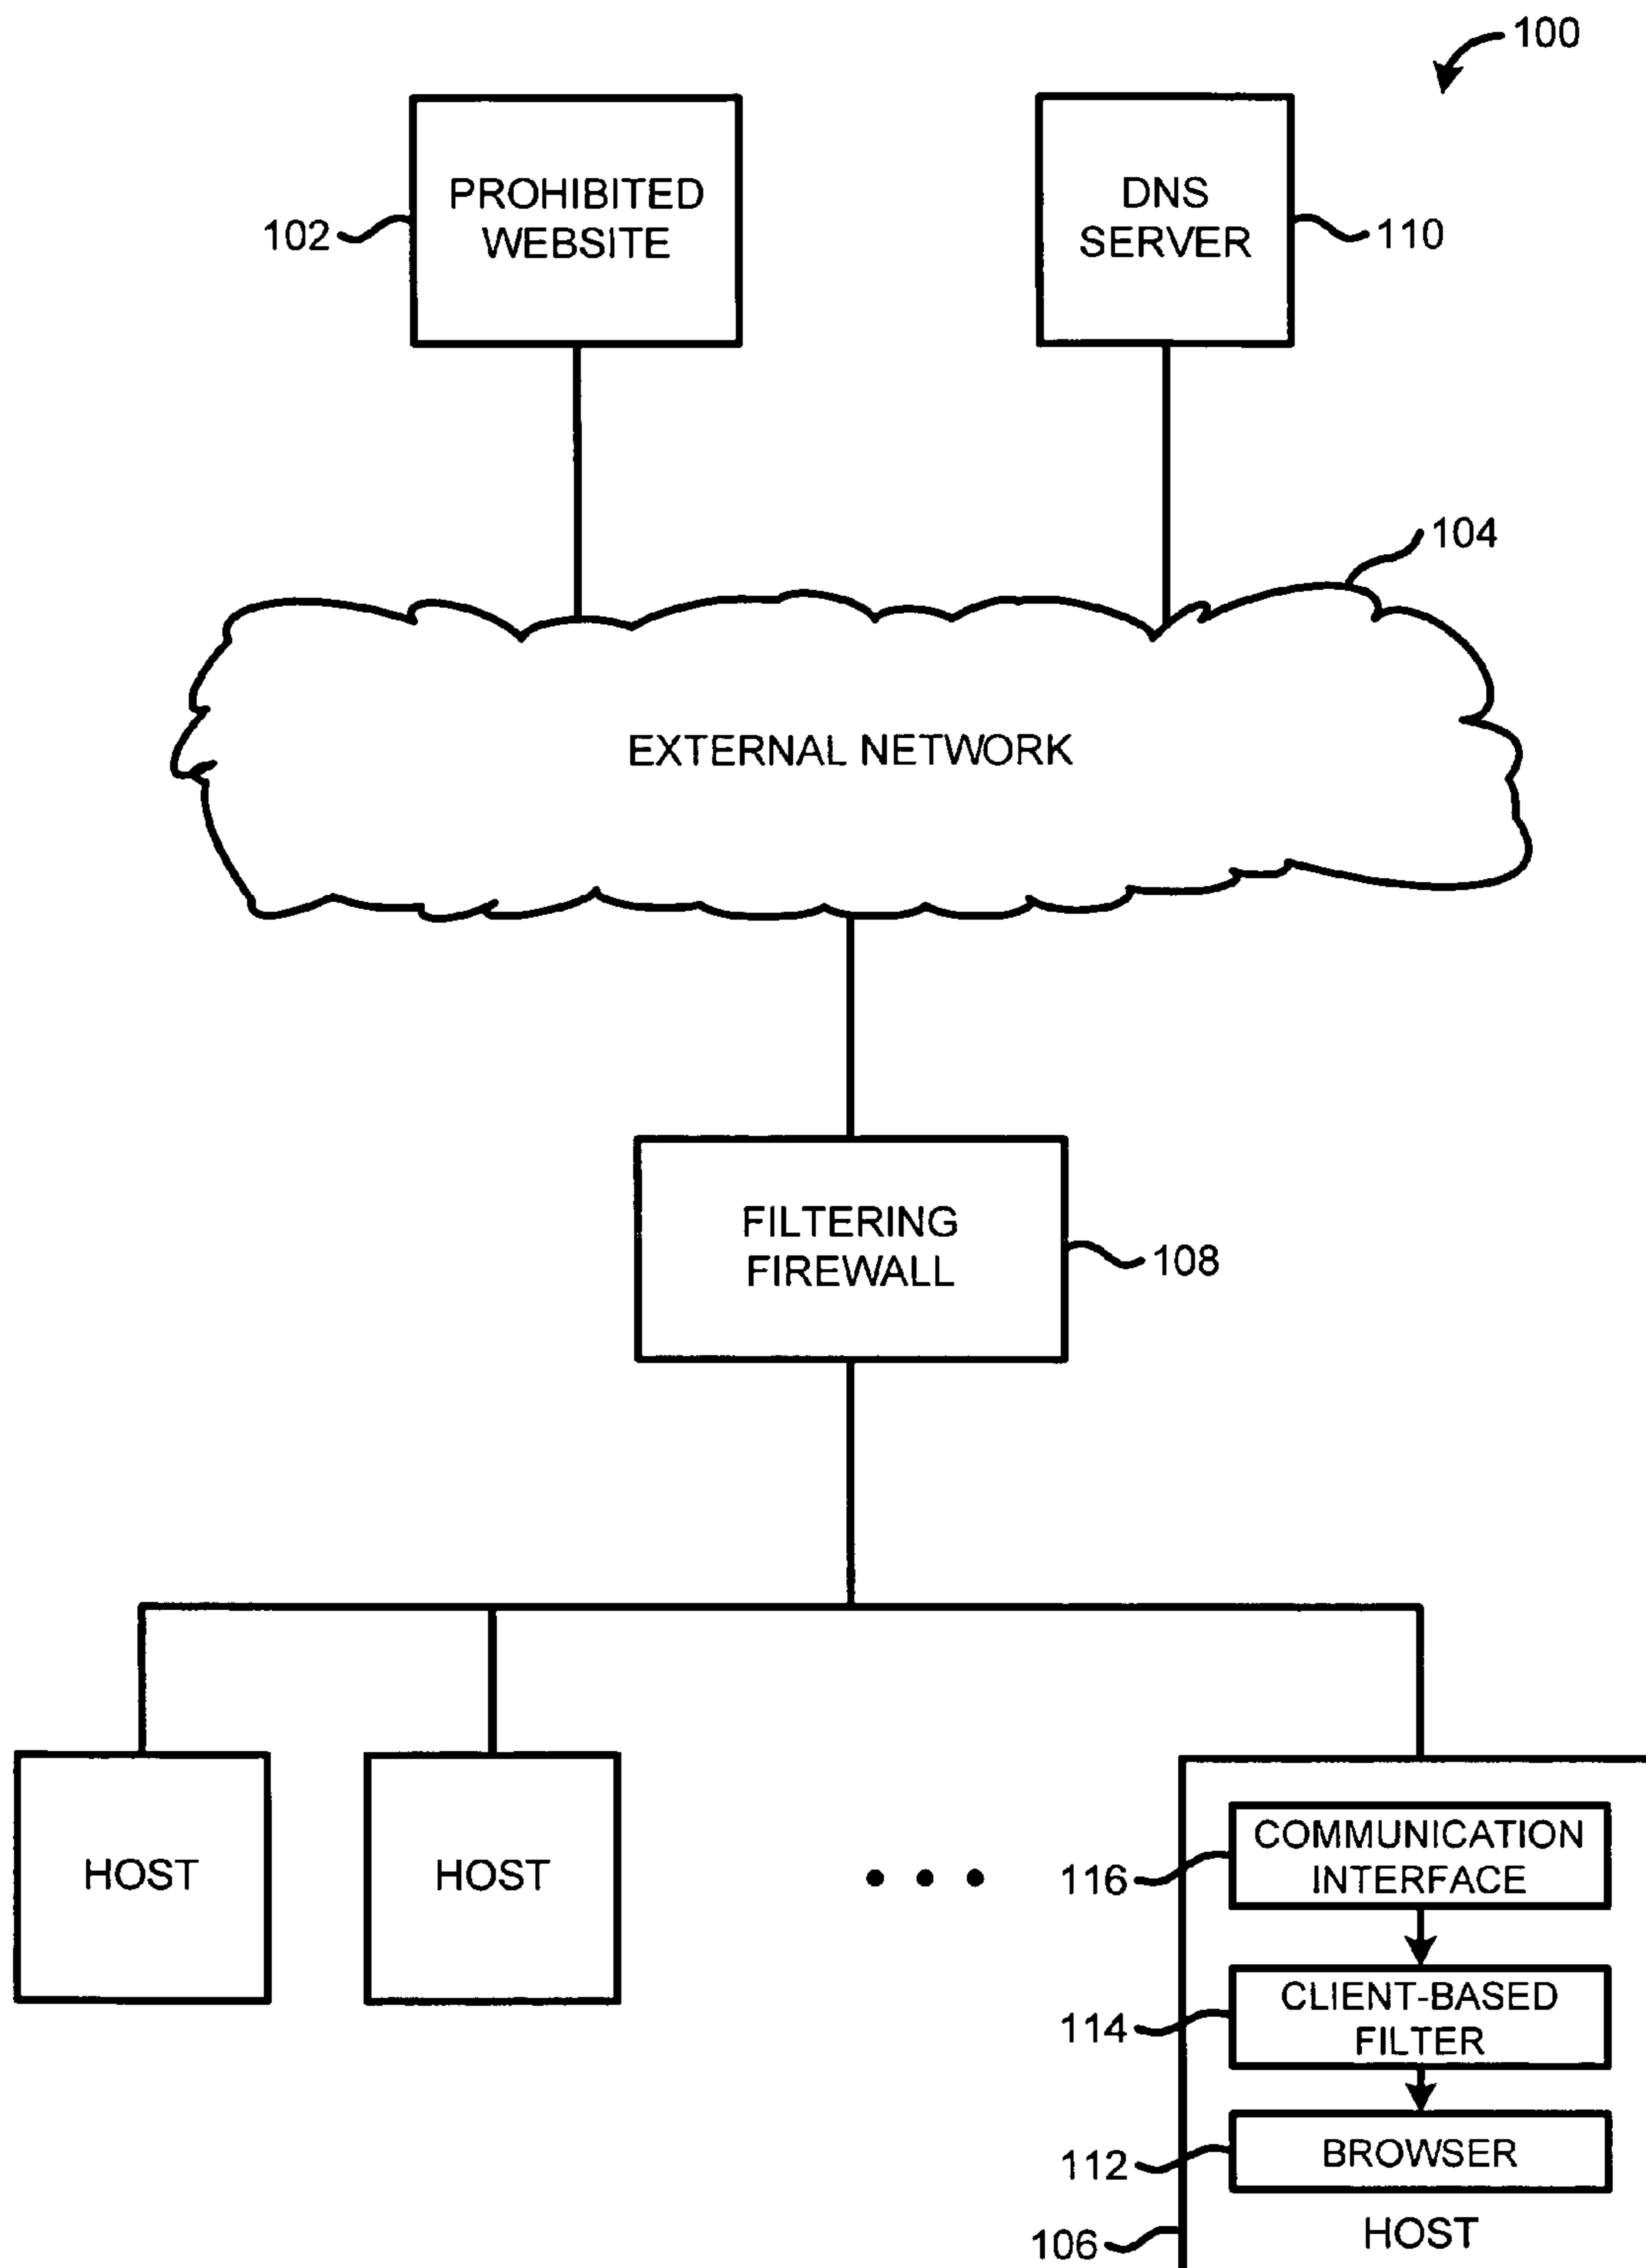 100
PROHIBITED
WEBSITE
102
DNS
SERVER
110
104
EXTERNAL NETWORK
FILTERING
FIREWALL
108
HOST
HOST
COMMUNICATION
INTERFACE
116
CLIENT-BASED
FILTER
114
BROWSER
112
HOST
106